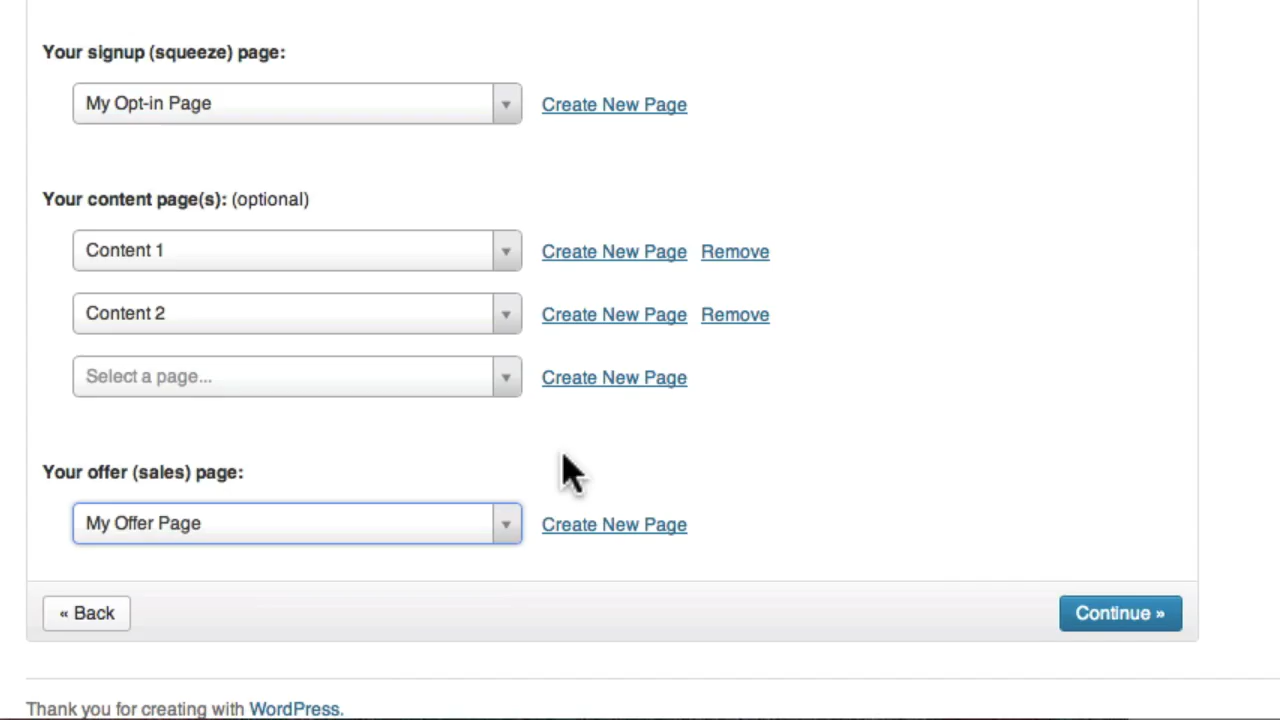 Your signup (squeeze) page:
My Opt-in Page Create New Page
Your content page(s): (optional)
Content 1 Create New Page Remove
Content 2 Create New Page Remove
Select a page... Create New Page
Your offer (sales) page:
My Offer Page Create New Page
« Back Continue »
Thank you for creating with WordPress.